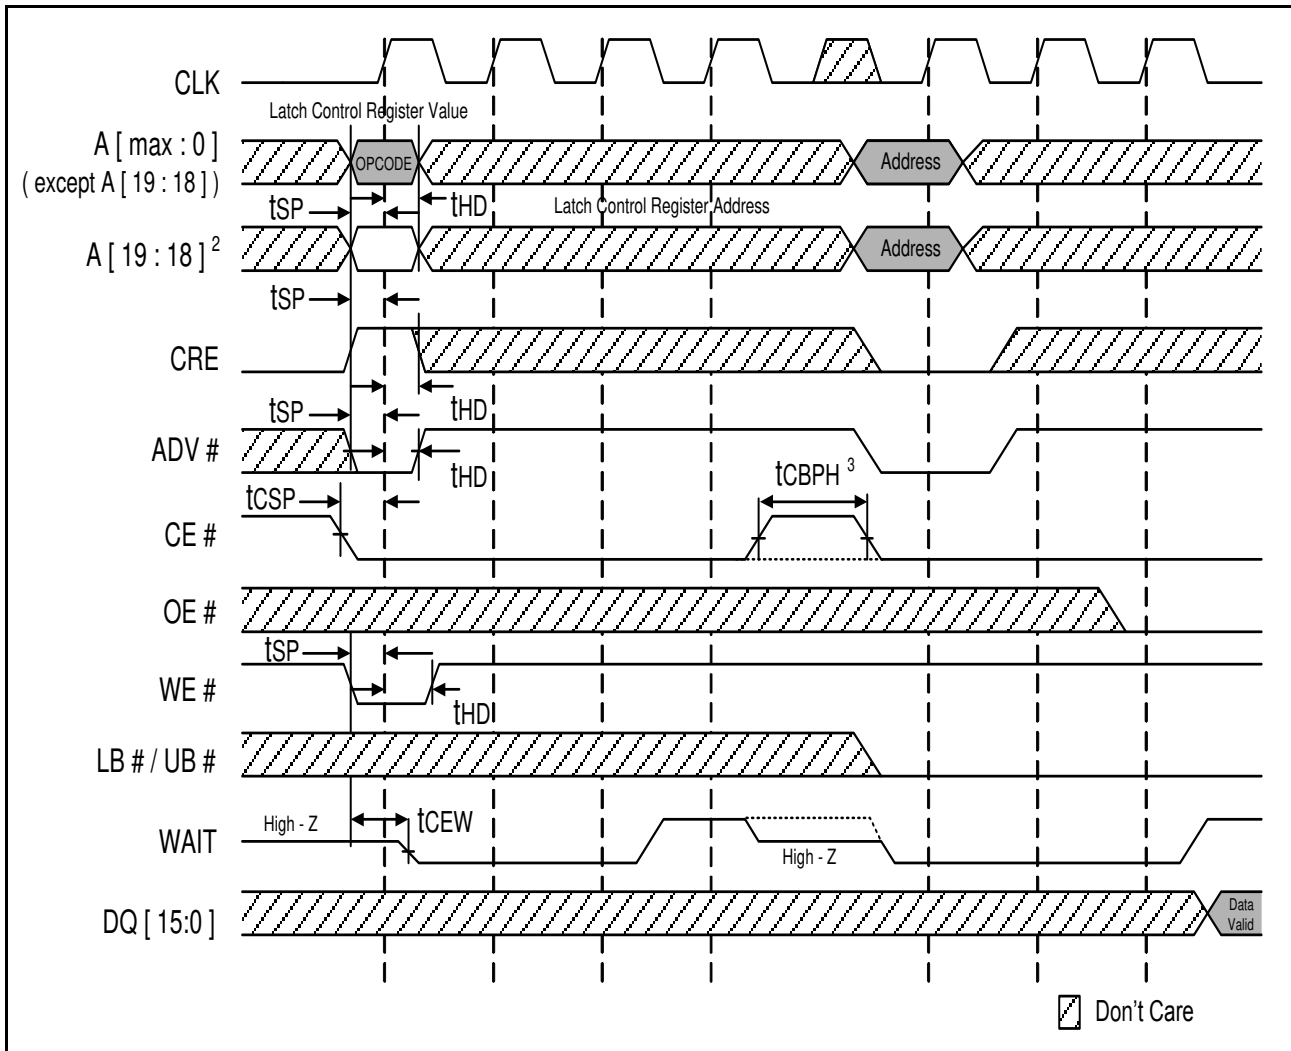 CLK
Latch Control Register Value
A [ max : 0 ]
( except A [ 19 : 18 ] )
OPCODE
Address
tSP
tHD
Latch Control Register Address
A [ 19 : 18 ] 2
Address
tSP
CRE
tSP
tHD
ADV #
tHD
tCSP
tCBPH 3
CE #
OE #
tSP
WE #
tHD
LB # / UB #
High - Z
tCEW
WAIT
High - Z
DQ [ 15:0 ]
Data
Valid
Don't Care